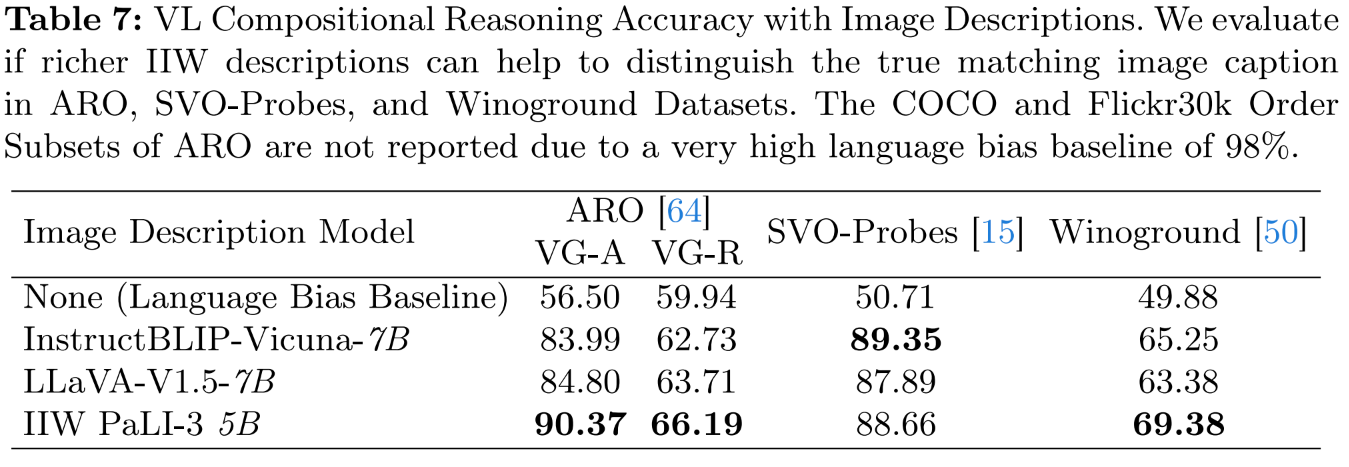 Table 7: VL Compositional Reasoning Accuracy with Image Descriptions. We evaluate
if richer IIW descriptions can help to distinguish the true matching image caption
in ARO, SVO-Probes, and Winoground Datasets. The COCO and Flickr30k Order
Subsets of ARO are not reported due to a very high language bias baseline of 98%.
Image Description Model ARO [64] SVO-Probes [15] Winoground [50]
VG-A VG-R
None (Language Bias Baseline) 56.50 59.94 50.71 49.88
InstructBLIP-Vicuna-7B 83.99 62.73 89.35 65.25
LLaVA-V1.5-7B 84.80 63.71 87.89 63.38
IIW PaLI-3 5B 90.37 66.19 88.66 69.38